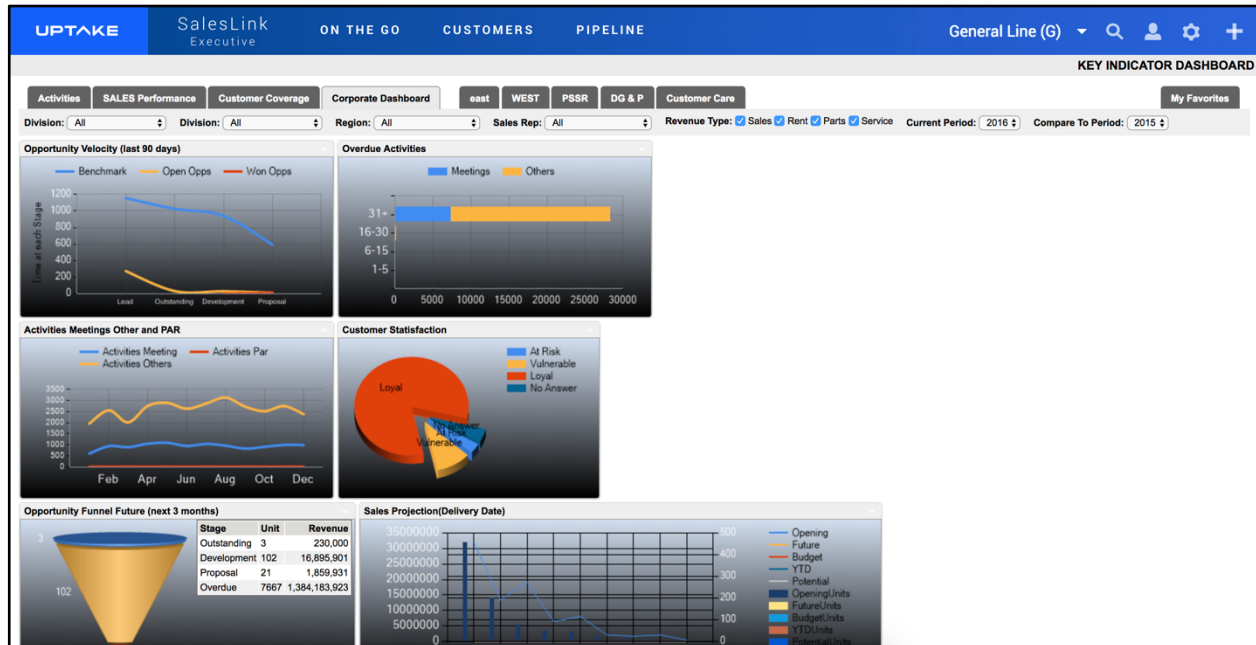 UPTAKE
SalesLink
Executive
ON THE GO CUSTOMERS PIPELINE
General Line (G)
KEY INDICATOR DASHBOARD
Activities SALES Performance Customer Coverage Corporate Dashboard east WEST PSSR DG & P Customer Care My Favorites
Division: All Division: All Region: All Sales Rep: All Revenue Type: Sales Rent Parts Service Current Period: 2016 Compare To Period: 2015
Opportunity Velocity (last 90 days)
Benchmark Open Opps Won Opps
Time at each Stage
1200
1000
800
600
400
200
0
Lead Outstanding Development Proposal
Overdue Activities
Meetings Others
31+
16-30
6-15
1-5
0 5000 10000 15000 20000 25000 30000
Activities Meetings Other and PAR
Activities Meeting Activities Par
Activities Others
3500
3000
2500
2000
1500
1000
500
0
Feb Apr Jun Aug Oct Dec
Customer Statisfaction
At Risk
Vulnerable
Loyal
No Answer
Loyal
No Answer
At Risk
Vulnerable
Opportunity Funnel Future (next 3 months)
3
102
Stage Unit Revenue
Outstanding 3 230,000
Development 102 16,895,901
Proposal 21 1,859,931
Overdue 7667 1,384,183,923
Sales Projection(Delivery Date)
35000000
30000000
25000000
20000000
15000000
10000000
5000000
0
500
400
300
200
100
0
Opening
Future
Budget
YTD
Potential
OpeningUnits
FutureUnits
BudgetUnits
YTDUnits
PotentialUnits